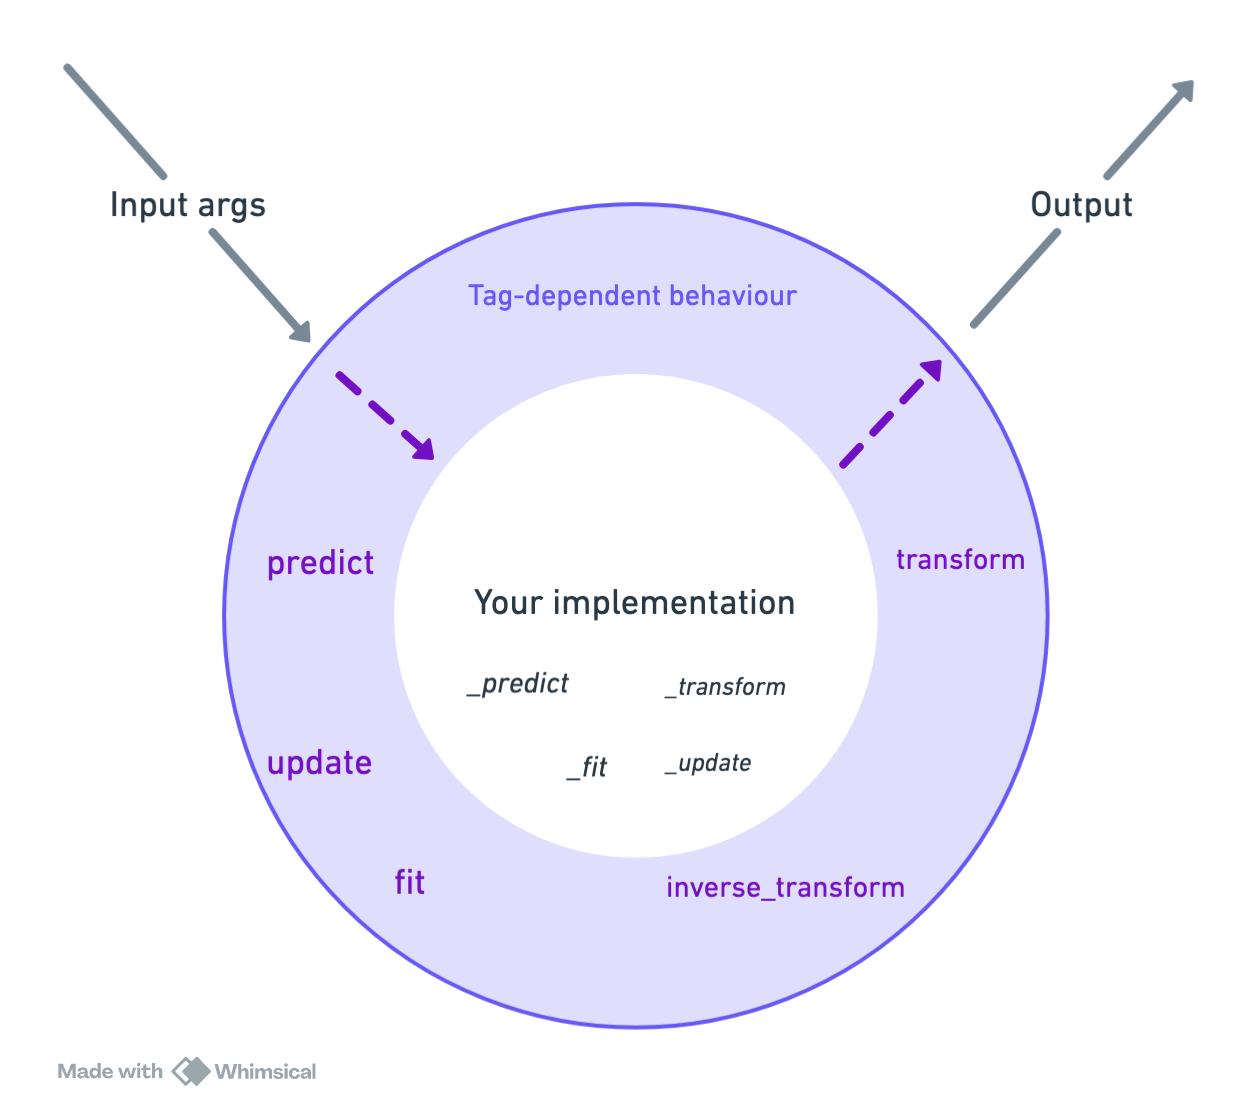 Input args
Output
Tag-dependent behaviour
predict
transform
Your implementation
_predict
_transform
update
_fit
_update
fit
inverse_transform
Made with Whimsical